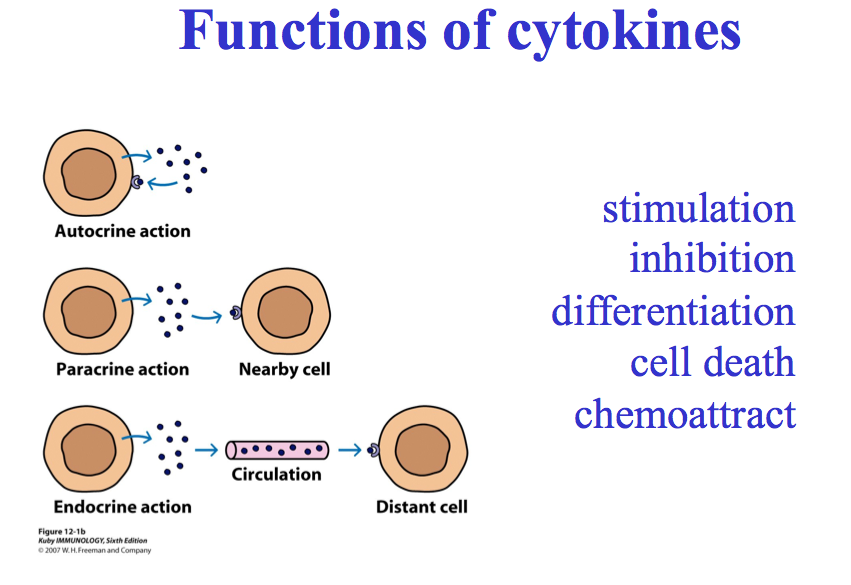 Functions of cytokines
Autocrine action
Paracrine action
Nearby cell
Circulation
Endocrine action
Distant cell
Figure 12-1b
Kuby IMMUNOLOGY, Sixth Edition
© 2007 W. H. Freeman and Company
stimulation
inhibition
differentiation
cell death
chemoattract